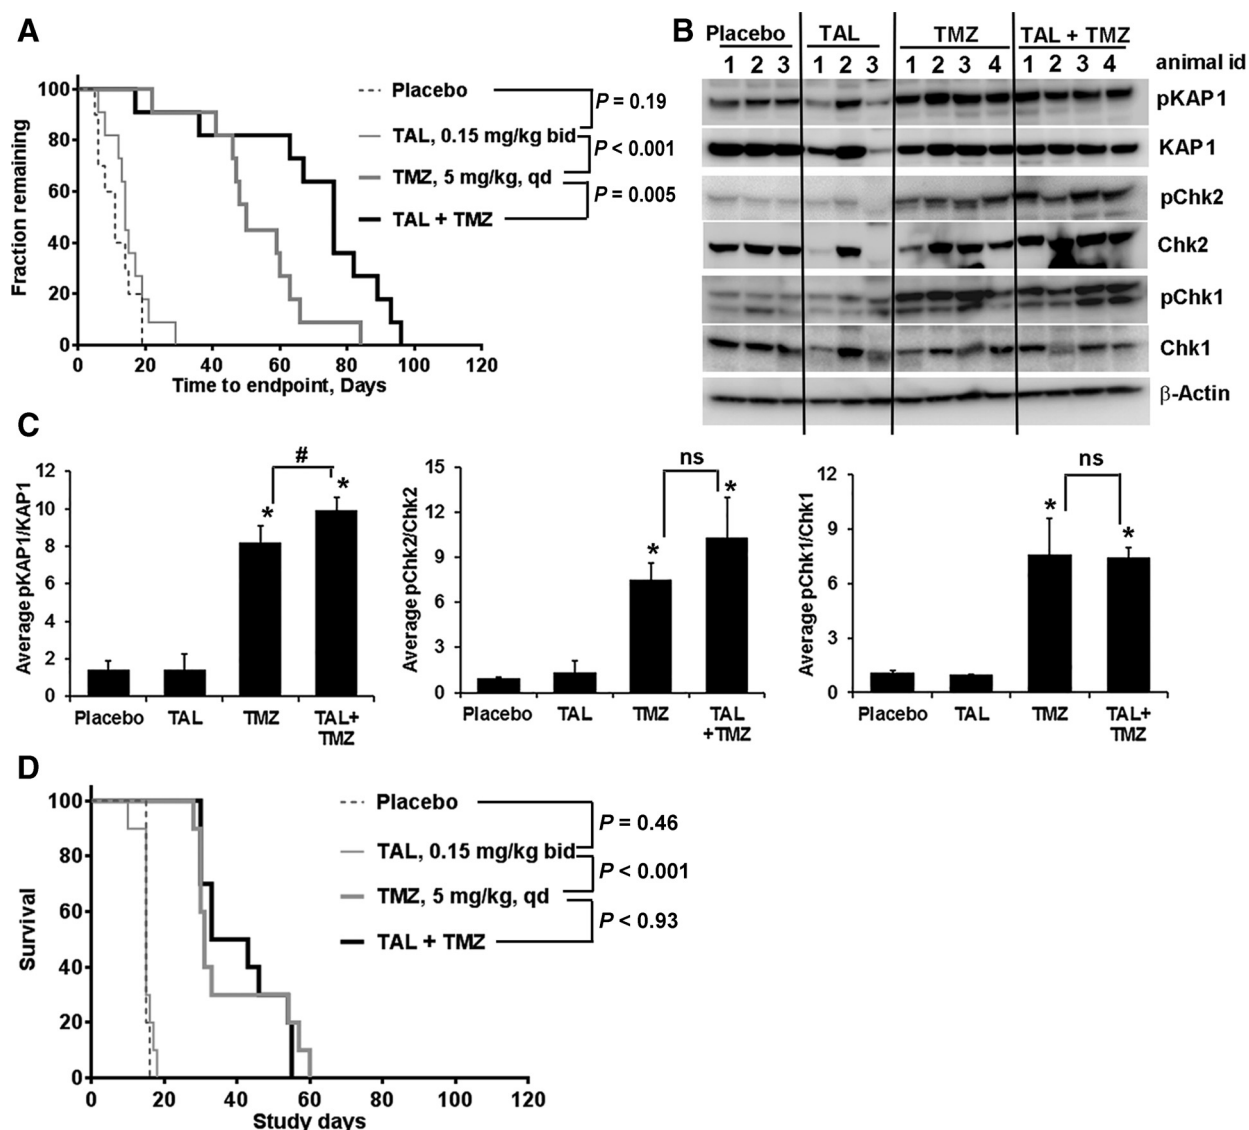 A
Fraction remaining
100
80
60
40
20
0
0 20 40 60 80 100 120
Time to endpoint, Days
Placebo
TAL, 0.15 mg/kg bid
TMZ, 5 mg/kg, qd
TAL + TMZ
P = 0.19
P < 0.001
P = 0.005
B
Placebo TAL TMZ TAL + TMZ
1 2 3 1 2 3 1 2 3 4 1 2 3 4 animal id
pKAP1
KAP1
pChk2
Chk2
pChk1
Chk1
β-Actin
C
Average pKAP1/KAP1
12
10
8
6
4
2
0
#
* *
Placebo TAL TMZ TAL+
TMZ
Average pChk2/Chk2
15
12
9
6
3
0
ns
* *
Placebo TAL TMZ TAL
+TMZ
Average pChk1/Chk1
12
9
6
3
0
ns
* *
Placebo TAL TMZ TAL+
TMZ
D
Survival
100
80
60
40
20
0
0 20 40 60 80 100 120
Study days
Placebo
TAL, 0.15 mg/kg bid
TMZ, 5 mg/kg, qd
TAL + TMZ
P = 0.46
P < 0.001
P < 0.93